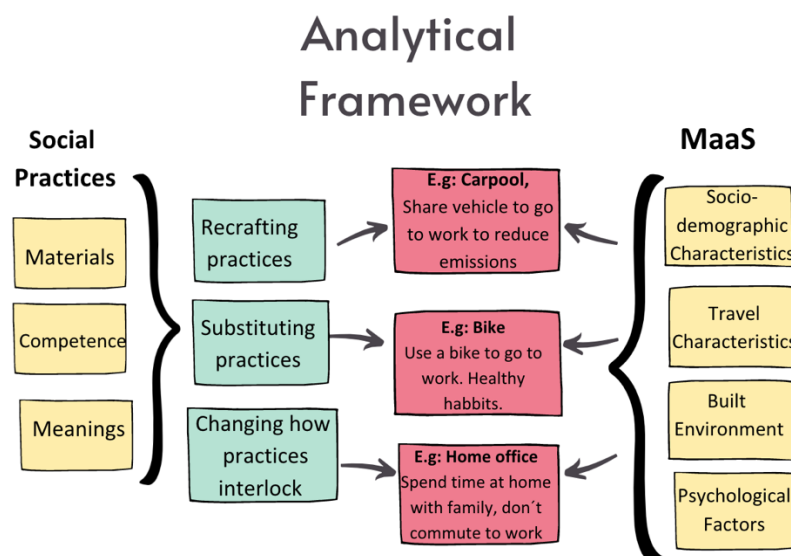 Analytical
Framework
Social
Practices
Materials
Competence
Meanings
Recrafting
practices
Substituting
practices
Changing how
practices
interlock
E.g: Carpool,
Share vehicle to go
to work to reduce
emissions
E.g: Bike
Use a bike to go to
work. Healthy
habbits.
E.g: Home office
Spend time at home
with family, don´t
commute to work
MaaS
Socio-
demographic
Characteristics
Travel
Characteristics
Built
Environment
Psychological
Factors